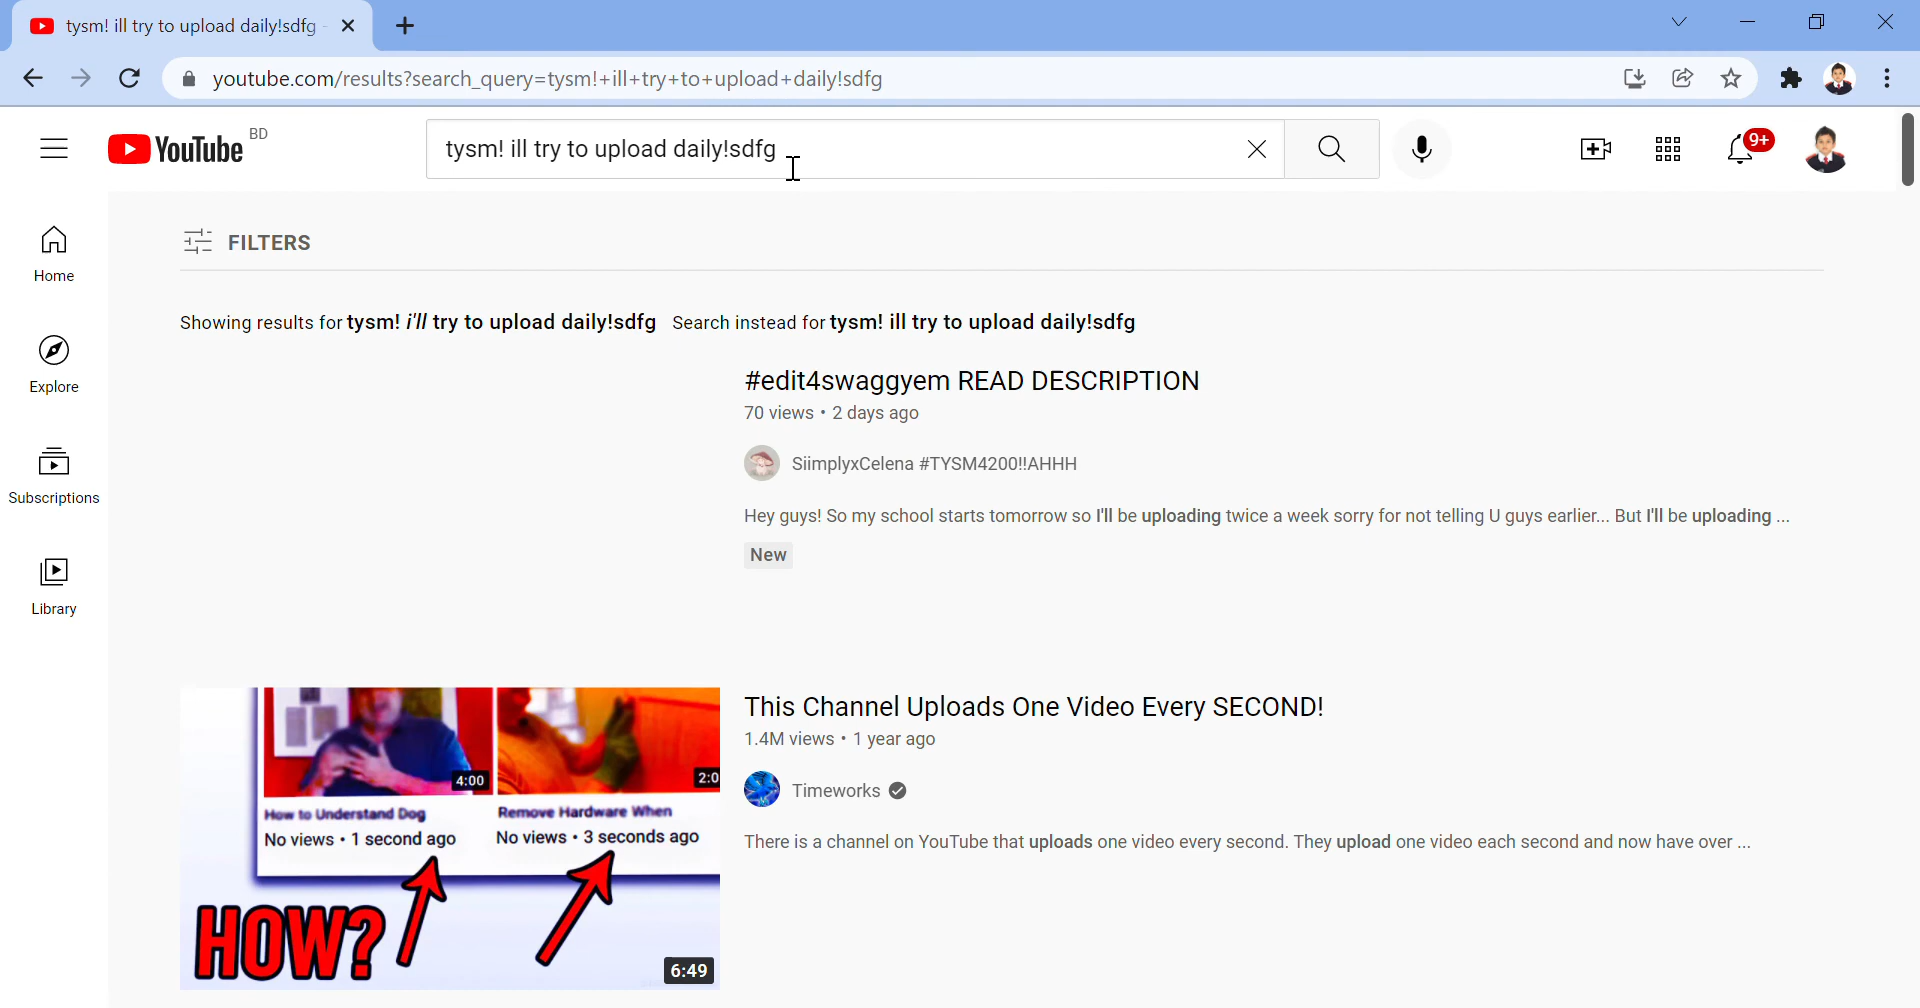 tysm! ill try to upload daily!sdfg -
youtube.com/results?search_query=tysm!+ill+try+to+upload+daily!sdfg
YouTube BD
tysm! ill try to upload daily!sdfg
9+
Home
Explore
Subscriptions
Library
FILTERS
Showing results for tysm! i'll try to upload daily!sdfg Search instead for tysm! ill try to upload daily!sdfg
#edit4swaggyem READ DESCRIPTION
70 views • 2 days ago
SiimplyxCelena #TYSM4200!!AHHH
Hey guys! So my school starts tomorrow so I'll be uploading twice a week sorry for not telling U guys earlier... But I'll be uploading ...
New
4:00
2:0
How to Understand Dog
Remove Hardware When
No views • 1 second ago
No views • 3 seconds ago
HOW?
6:49
This Channel Uploads One Video Every SECOND!
1.4M views • 1 year ago
Timeworks
There is a channel on YouTube that uploads one video every second. They upload one video each second and now have over ...